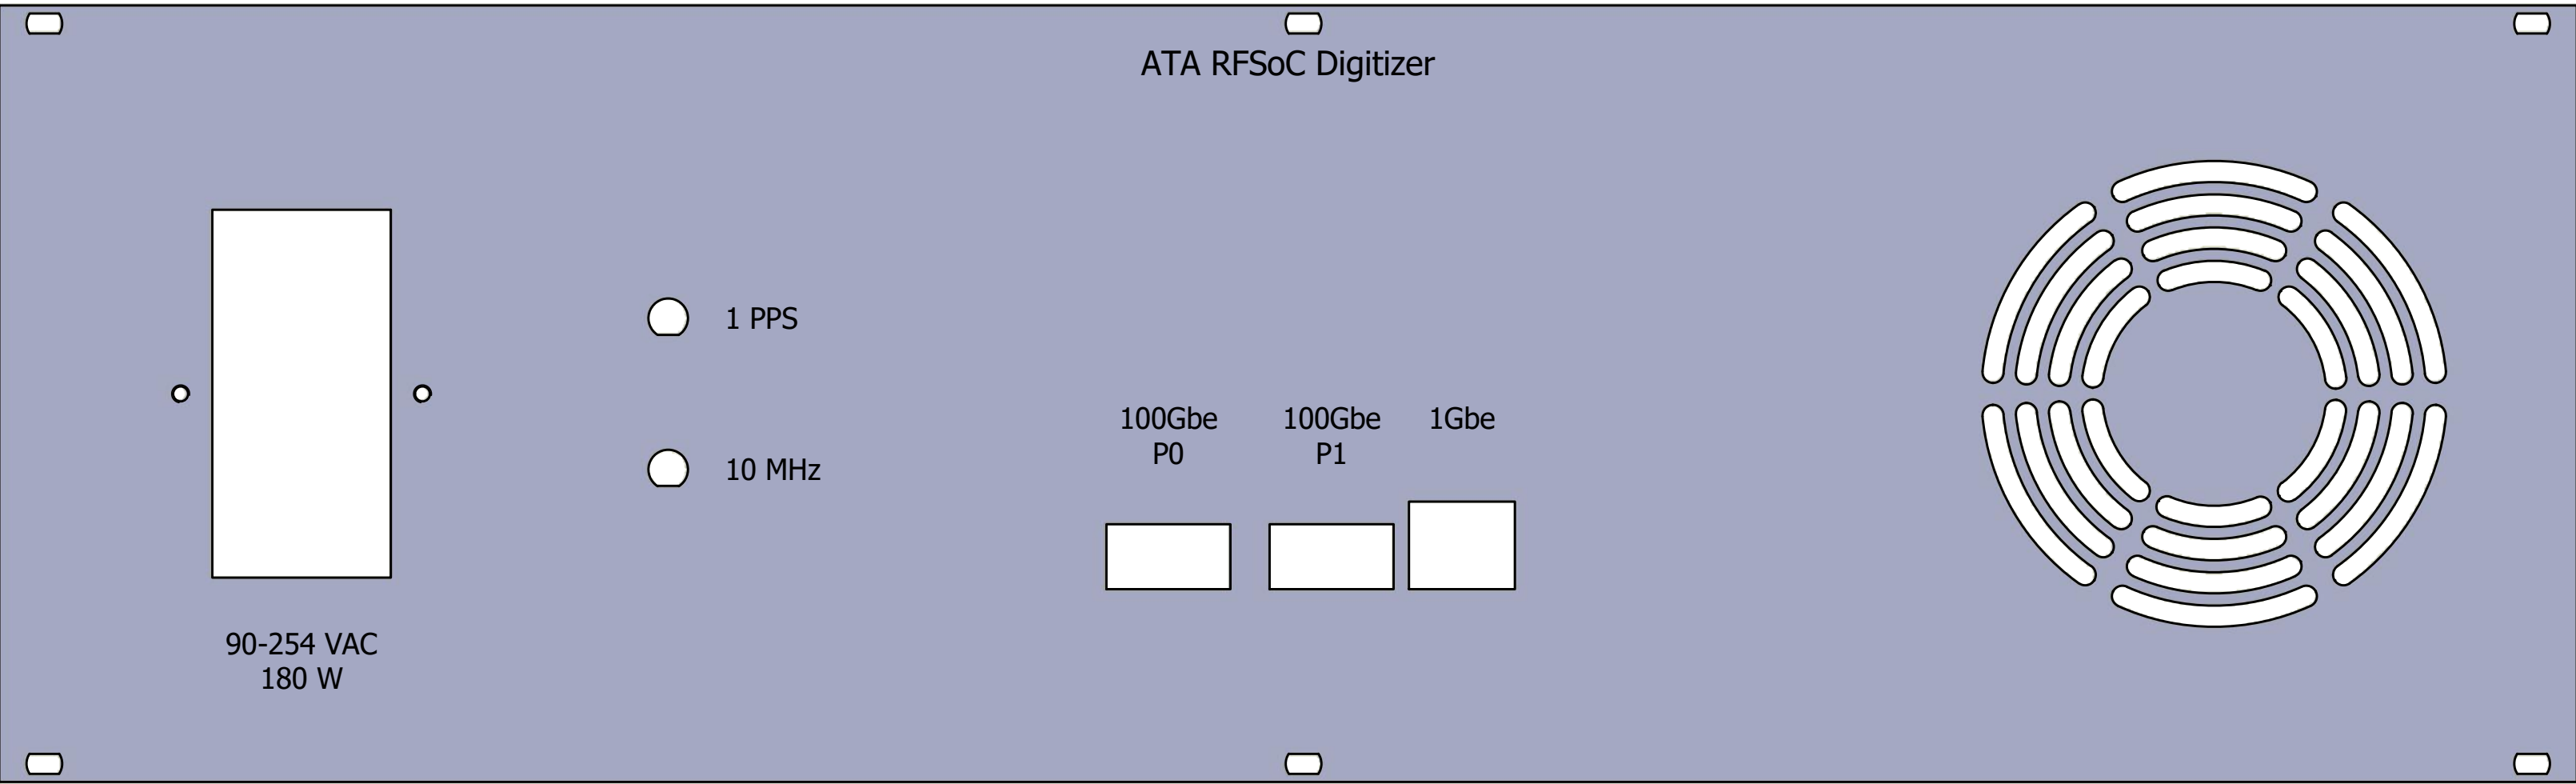 ATA RFSoC Digitizer
1 PPS
10 MHz
100Gbe
P0
100Gbe
P1
1Gbe
90-254 VAC
180 W